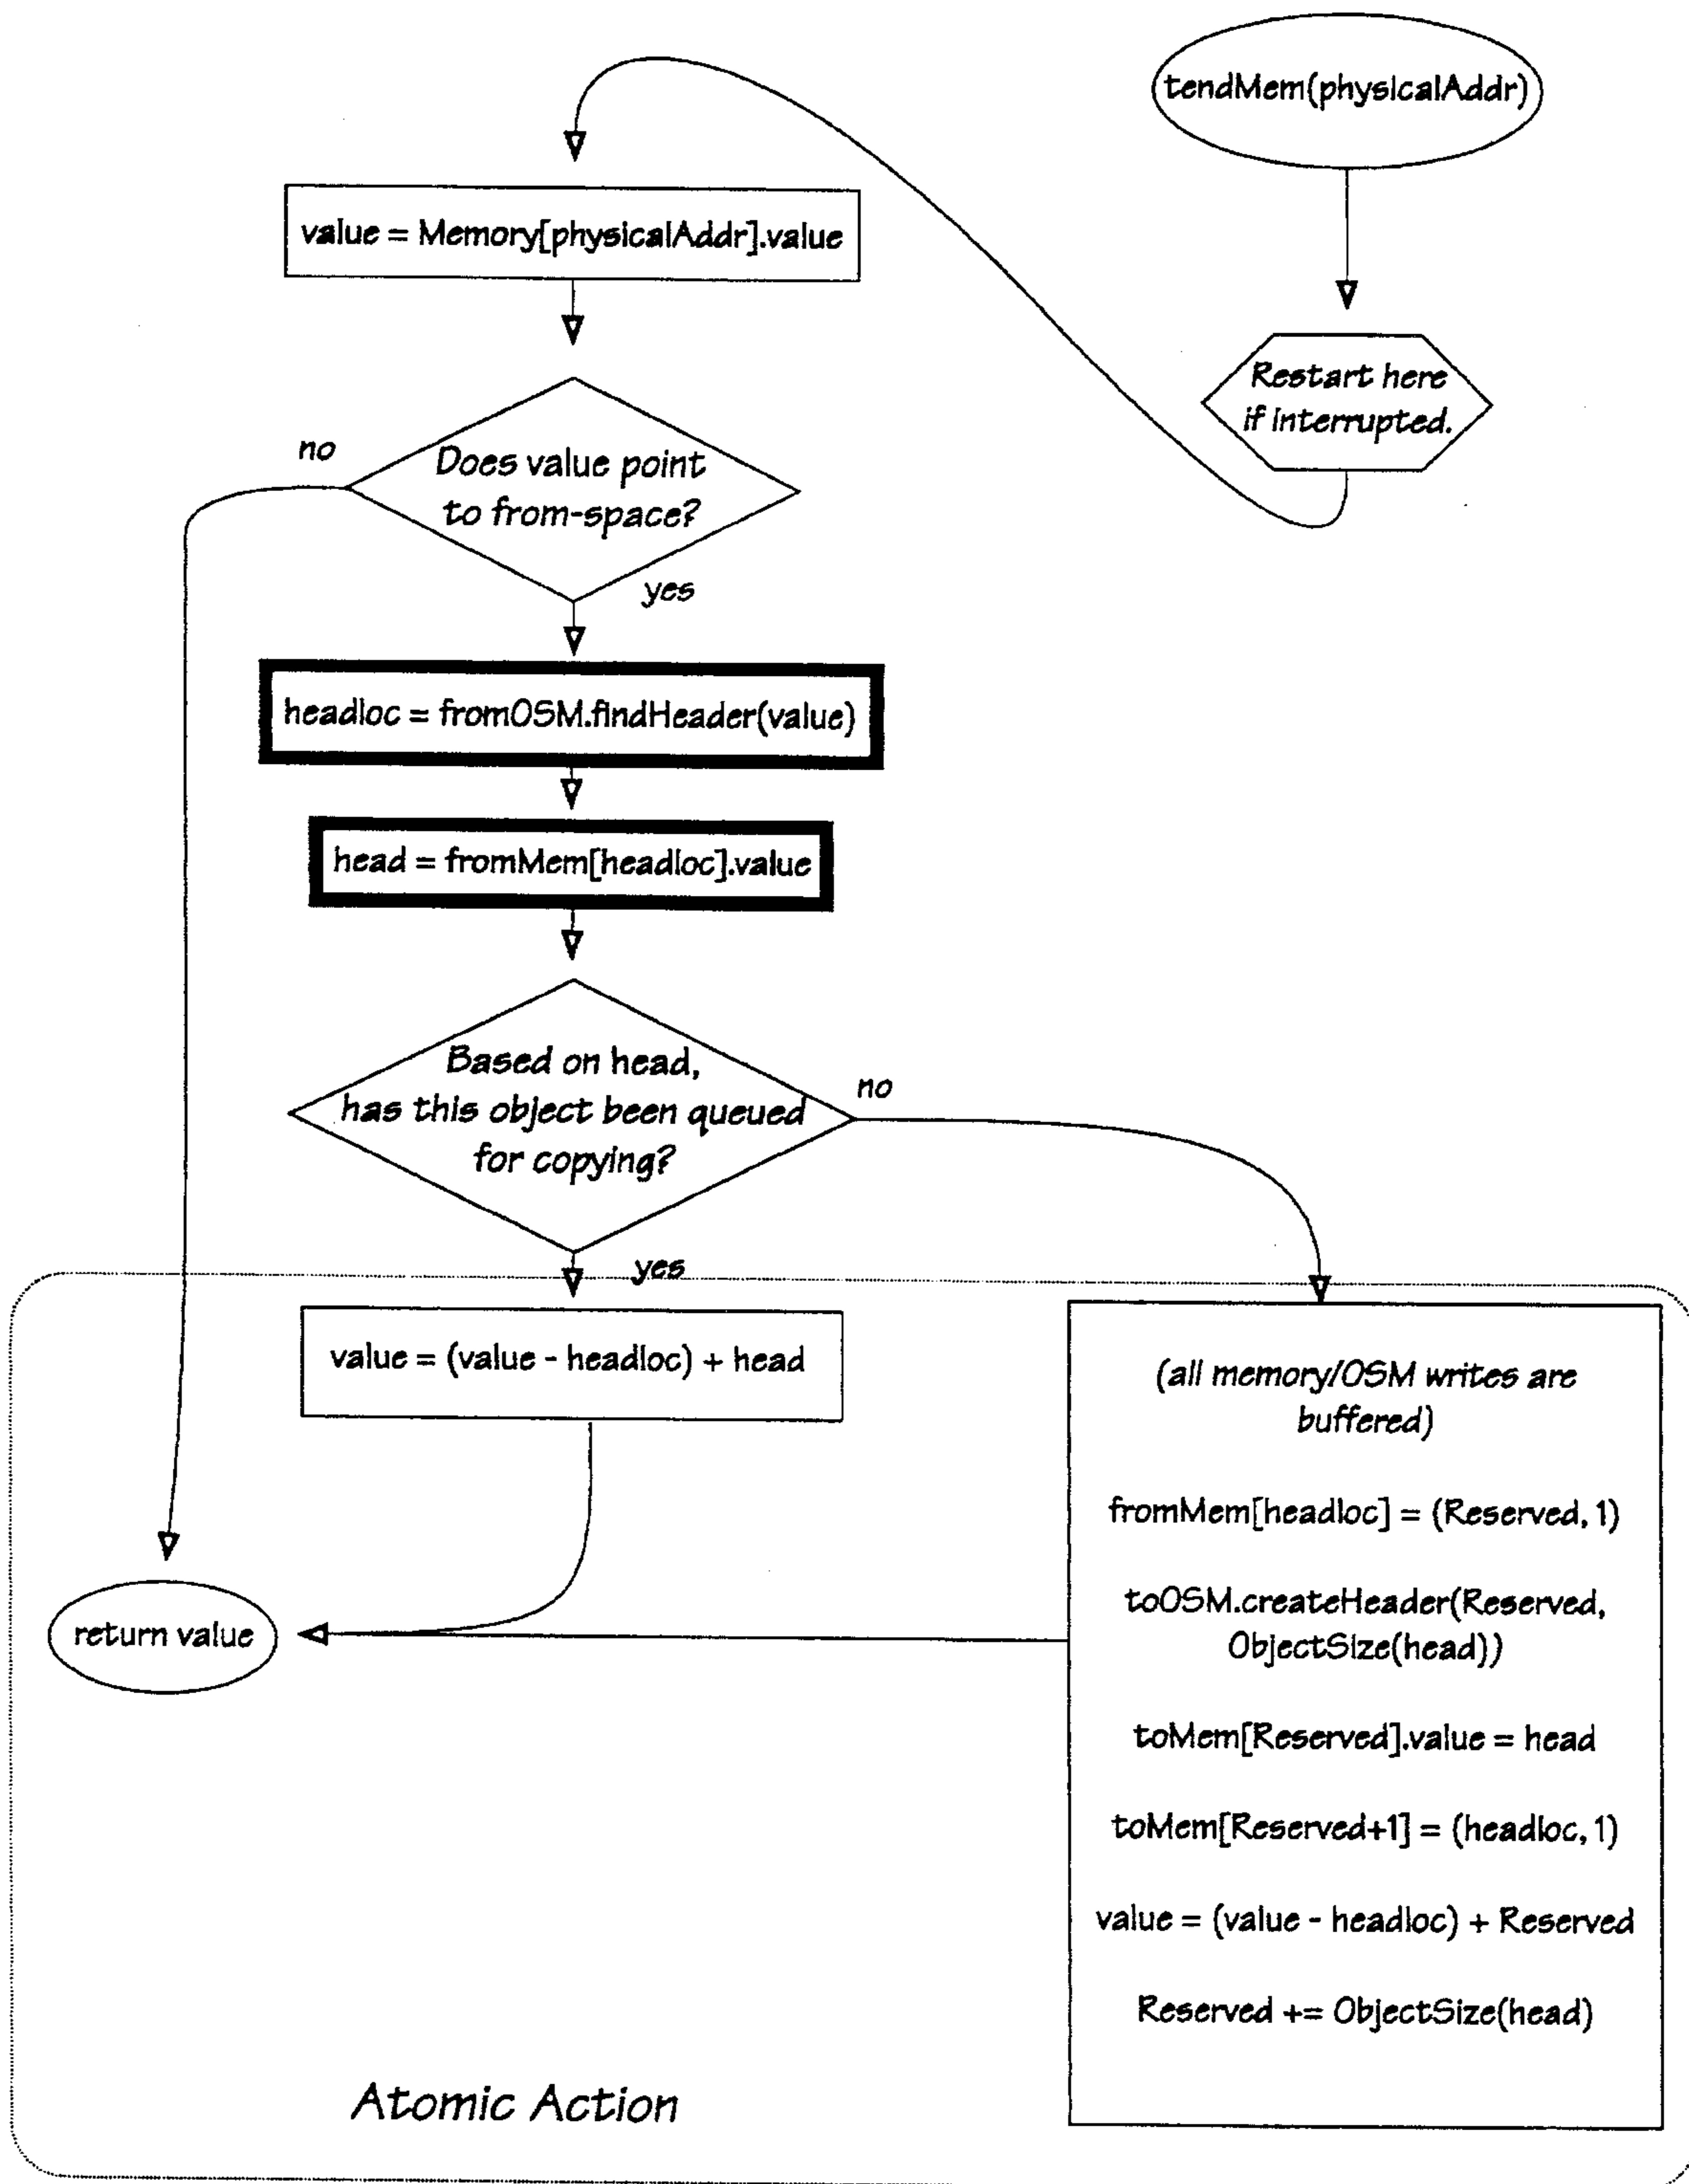 tendMem(physicalAddr)
Restart here
if interrupted.
value = Memory[physicalAddr].value
Does value point
to from-space?
no
yes
headloc = fromOSM.findHeader(value)
head = fromMem[headloc].value
Based on head,
has this object been queued
for copying?
no
yes
value = (value - headloc) + head
(all memory/OSM writes are
buffered)
fromMem[headloc] = (Reserved, 1)
toOSM.createHeader(Reserved,
ObjectSize(head))
toMem[Reserved].value = head
toMem[Reserved+1] = (headloc, 1)
value = (value - headloc) + Reserved
Reserved += ObjectSize(head)
return value
Atomic Action